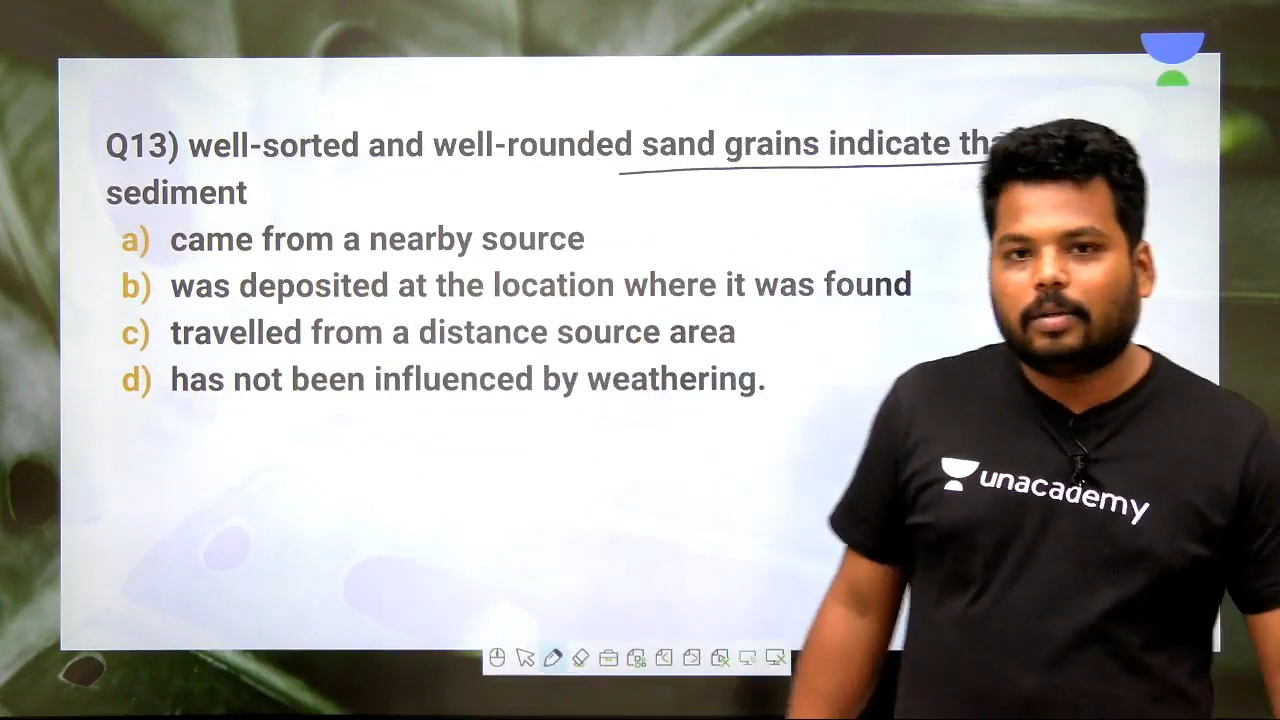 Q13) well-sorted and well-rounded sand grains indicate
sediment
a) came from a nearby source
b) was deposited at the location where it was found
c) travelled from a distance source area
d) has not been influenced by weathering.
unacademy